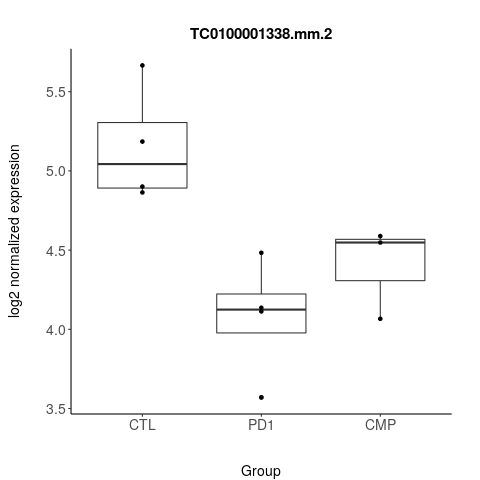 TC0100001338.mm.2
log2 normalized expression
5.5
5.0
4.5
4.0
3.5
CTL PD1 CMP
Group